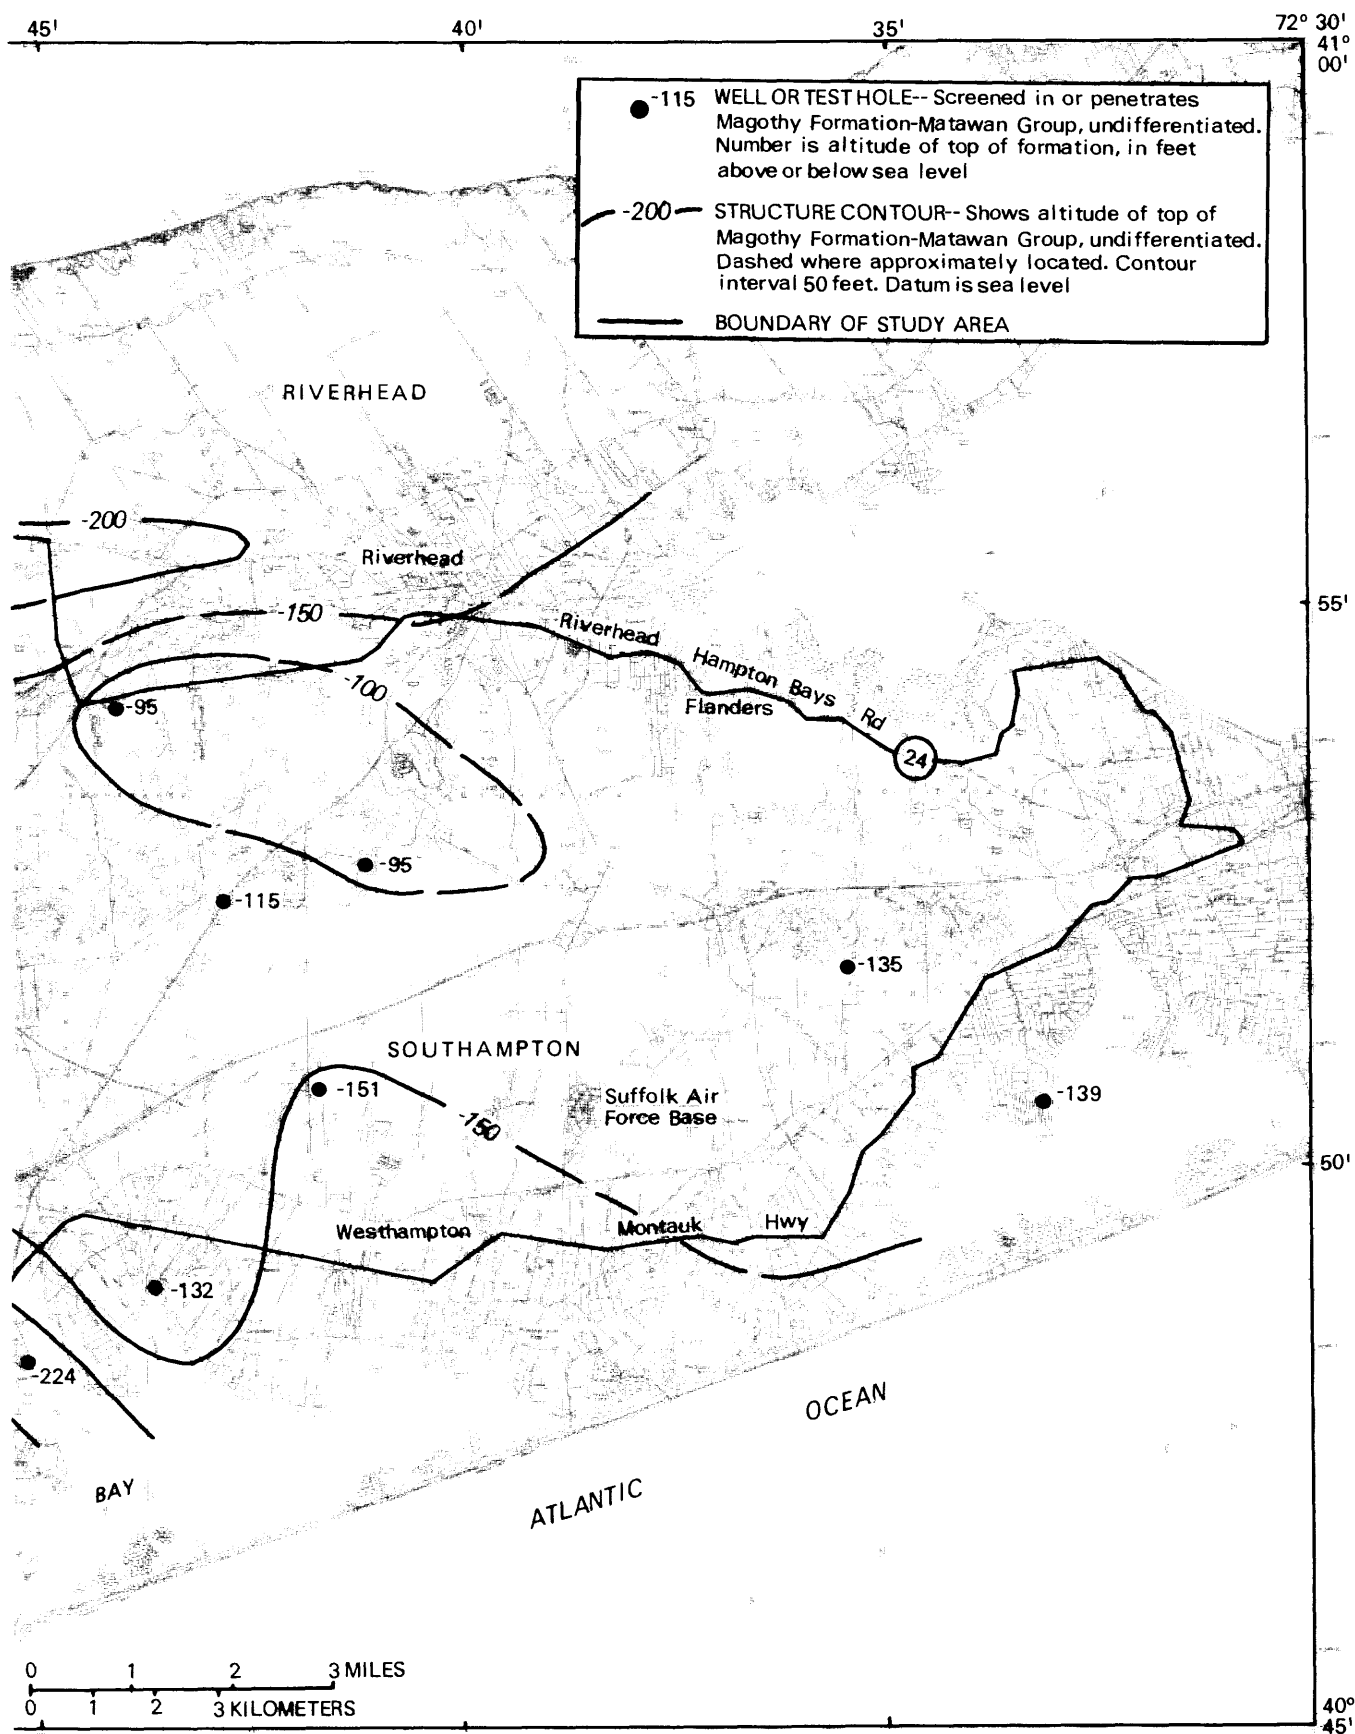 45'
40'
35'
72° 30'
41°
00'
-115 WELL OR TEST HOLE-- Screened in or penetrates
Magothy Formation-Matawan Group, undifferentiated.
Number is altitude of top of formation, in feet
above or below sea level
-200 STRUCTURE CONTOUR-- Shows altitude of top of
Magothy Formation-Matawan Group, undifferentiated.
Dashed where approximately located. Contour
interval 50 feet. Datum is sea level
BOUNDARY OF STUDY AREA
RIVERHEAD
-200
Riverhead
-150
55'
Riverhead
Hampton Bays
Rd
-100
-95
Flanders
24
-95
-115
-135
SOUTHAMPTON
-151
Suffolk Air
Force Base
-139
-150
50'
Westhampton
Montauk
Hwy
-132
-224
OCEAN
BAY
ATLANTIC
0 1 2 3 MILES
0 1 2 3 KILOMETERS
40°
45'